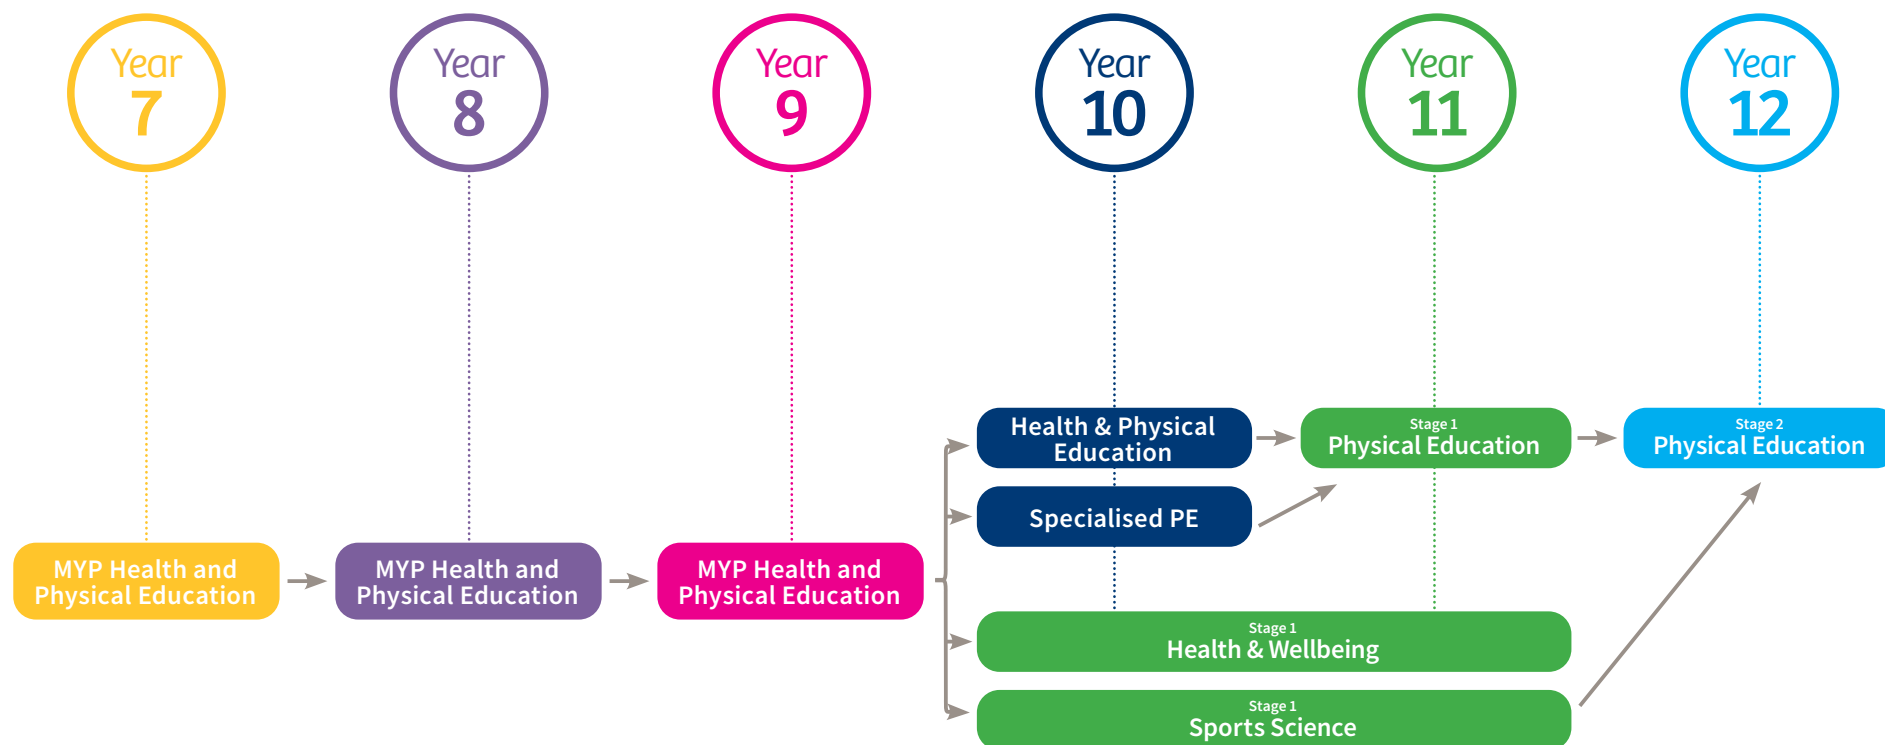 Year
7
Year
8
Year
9
Year
10
Year
11
Year
12
Health & Physical
Education
Stage 1
Physical Education
Stage 2
Physical Education
Specialised PE
MYP Health and
Physical Education
MYP Health and
Physical Education
MYP Health and
Physical Education
Stage 1
Health & Wellbeing
Stage 1
Sports Science